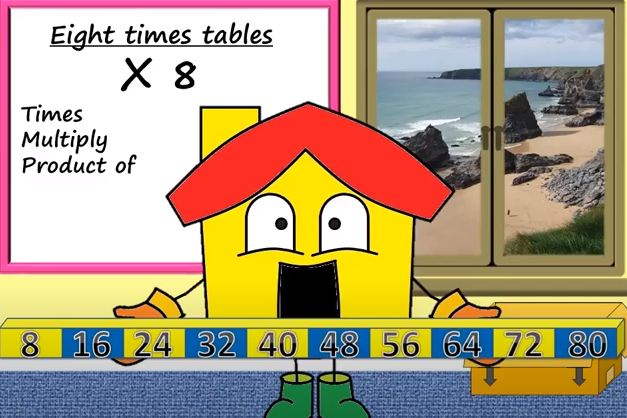 Eight times tables
X 8
Times
Multiply
Product of
8 16 24 32 40 48 56 64 72 80